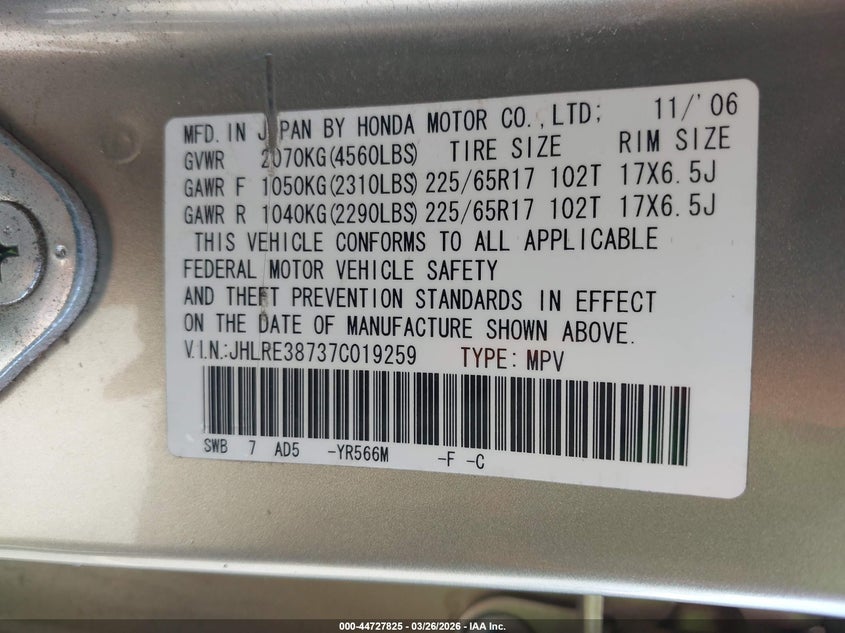 MFD. IN JAPAN BY HONDA MOTOR CO.,LTD; 11/'06
GVWR 2070KG(4560LBS) TIRE SIZE RIM SIZE
GAWR F 1050KG(2310LBS) 225/65R17 102T 17X6.5J
GAWR R 1040KG(2290LBS) 225/65R17 102T 17X6.5J
THIS VEHICLE CONFORMS TO ALL APPLICABLE
FEDERAL MOTOR VEHICLE SAFETY
AND THEFT PREVENTION STANDARDS IN EFFECT
ON THE DATE OF MANUFACTURE SHOWN ABOVE.
V.I.N.:JHLRE38737C019259 TYPE: MPV
SWB 7 AD5 -YR566M -F -C
000-44727825 | 03/26/2026 | IAA Inc.